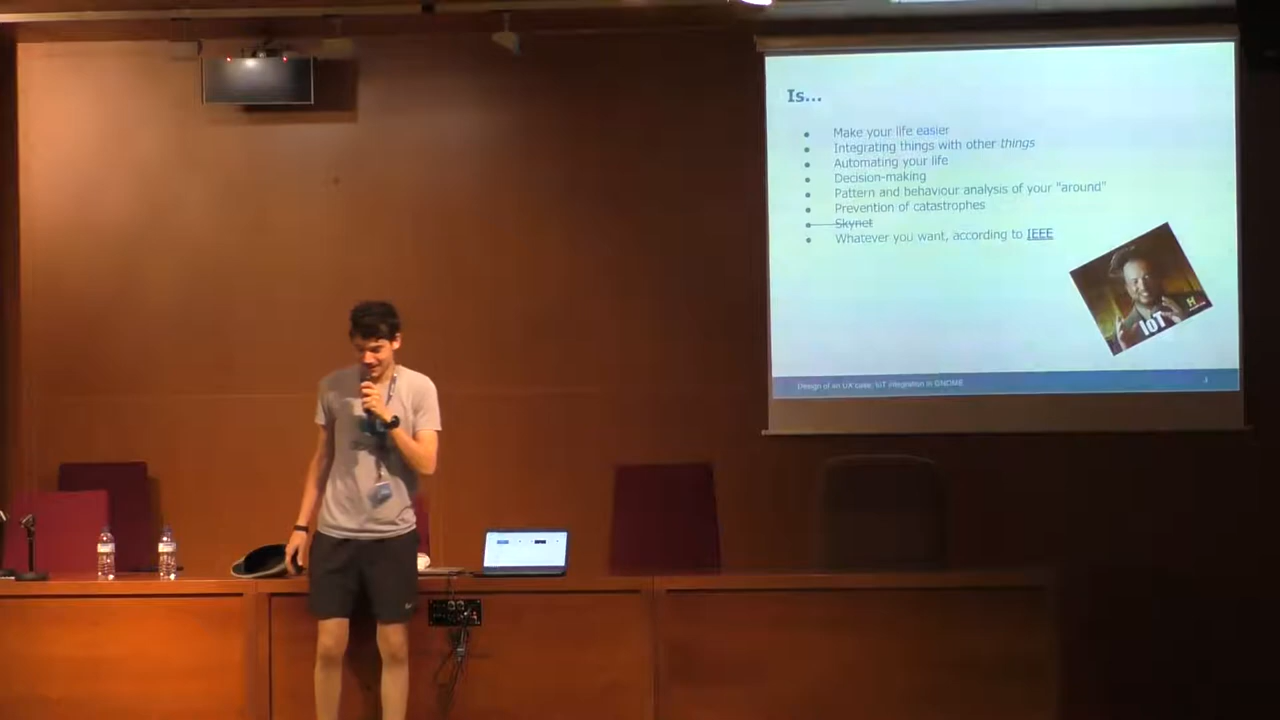 Is...
Make your life easier
Integrating things with other things
Automating your life
Decision-making
Pattern and behaviour analysis of your "around"
Prevention of catastrophes
Skynet
Whatever you want, according to IEEE
IoT
H
Design of an UX case: IoT integration in GNOME
3